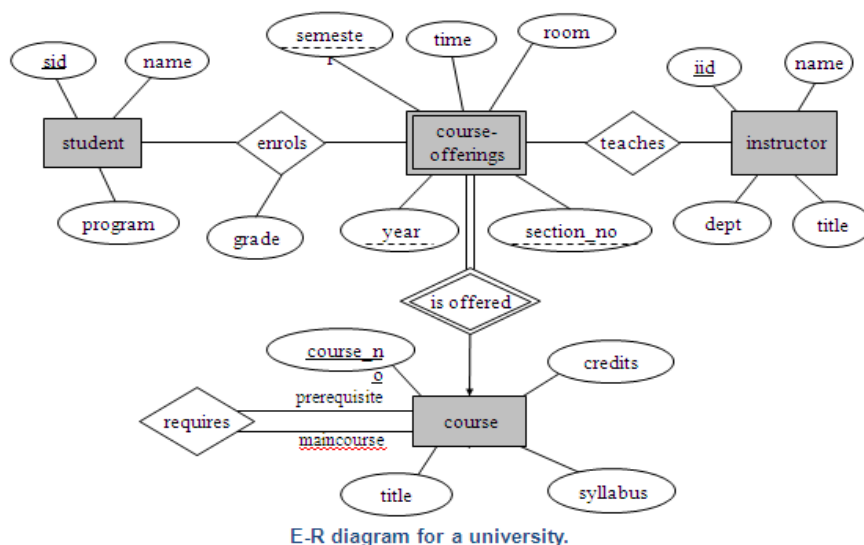 semeste
r
time
room
sid
name
iid
name
student
enrols
course-
offerings
teaches
instructor
program
grade
year
section_no
dept
title
is offered
course_n
o
credits
prerequisite
requires
course
maincourse
title
syllabus
E-R diagram for a university.